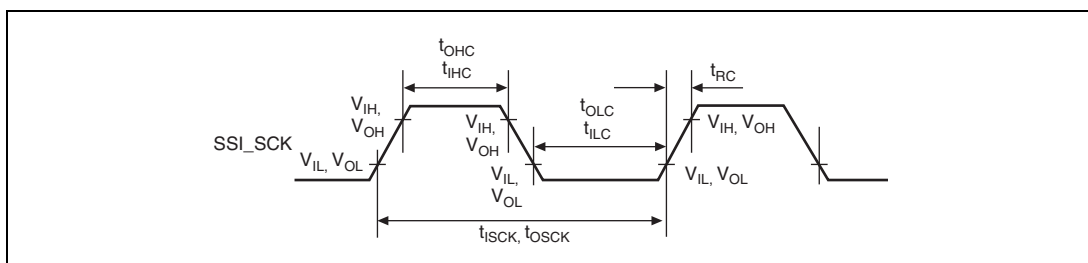 tOHC
tIHC
tRC
tOLC
tILC
VIH,
VOH
VIH,
VOH
VIH, VOH
SSI_SCK
VIL, VOL
VIL,
VOL
VIL, VOL
tISCK, tOSCK